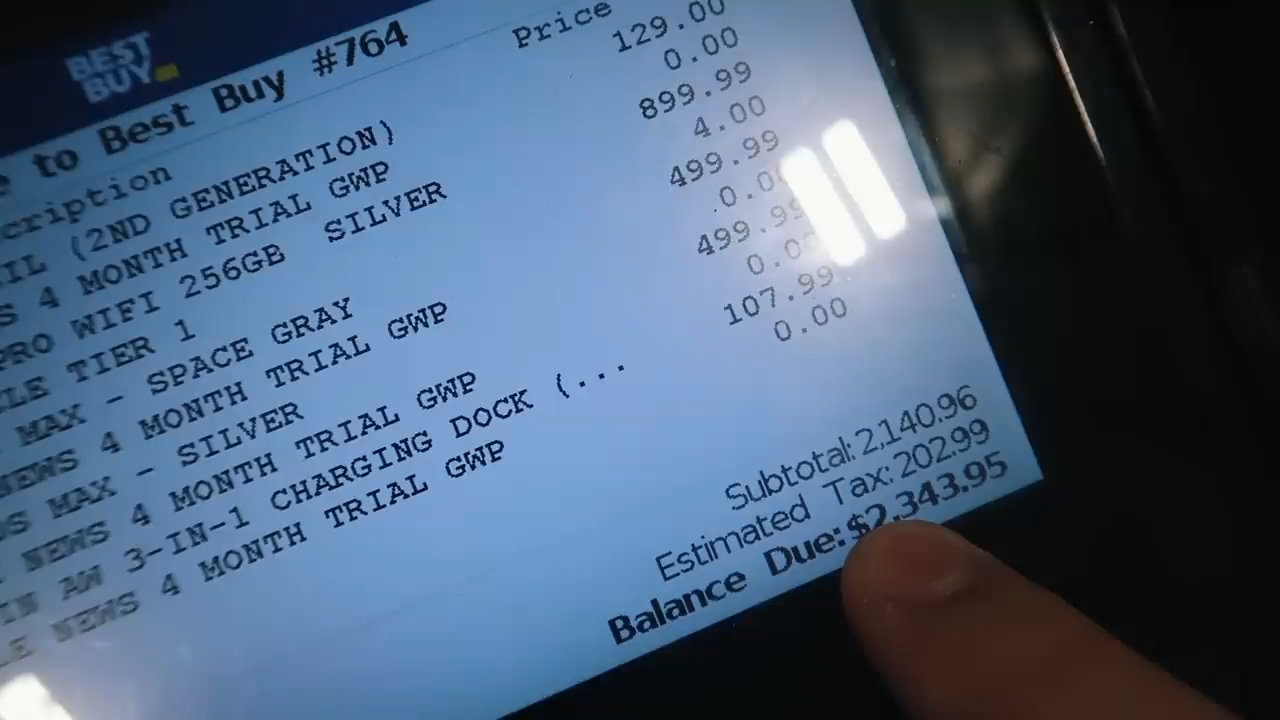 BEST
BUY
to Best Buy #764
Price
(2ND GENERATION) 129.00
4 MONTH TRIAL GWP 0.00
PRO WIFI 256GB SILVER 899.99
TIER 1 4.00
MAX - SPACE GRAY 499.99
NEWS 4 MONTH TRIAL GWP 0.00
MAX - SILVER 499.99
NEWS 4 MONTH TRIAL GWP 0.00
3-IN-1 CHARGING DOCK (... 107.99
NEWS 4 MONTH TRIAL GWP 0.00
Subtotal: 2,140.96
Estimated Tax: 202.99
Balance Due: $2,343.95